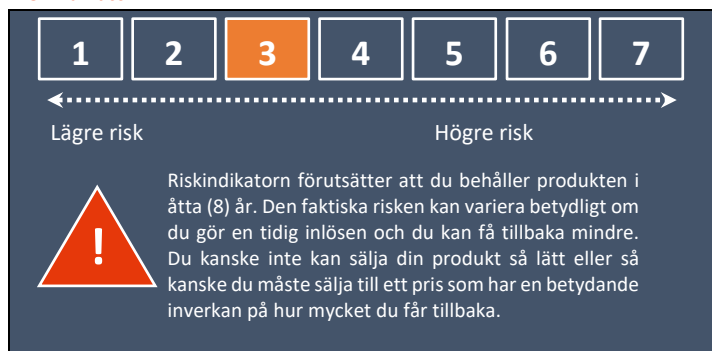 1 2 3 4 5 6 7
Lägre risk Högre risk
Riskindikatorn förutsätter att du behåller produkten i
åtta (8) år. Den faktiska risken kan variera betydligt om
du gör en tidig inlösen och du kan få tillbaka mindre.
Du kanske inte kan sälja din produkt så lätt eller så
kanske du måste sälja till ett pris som har en betydande
inverkan på hur mycket du får tillbaka.
!